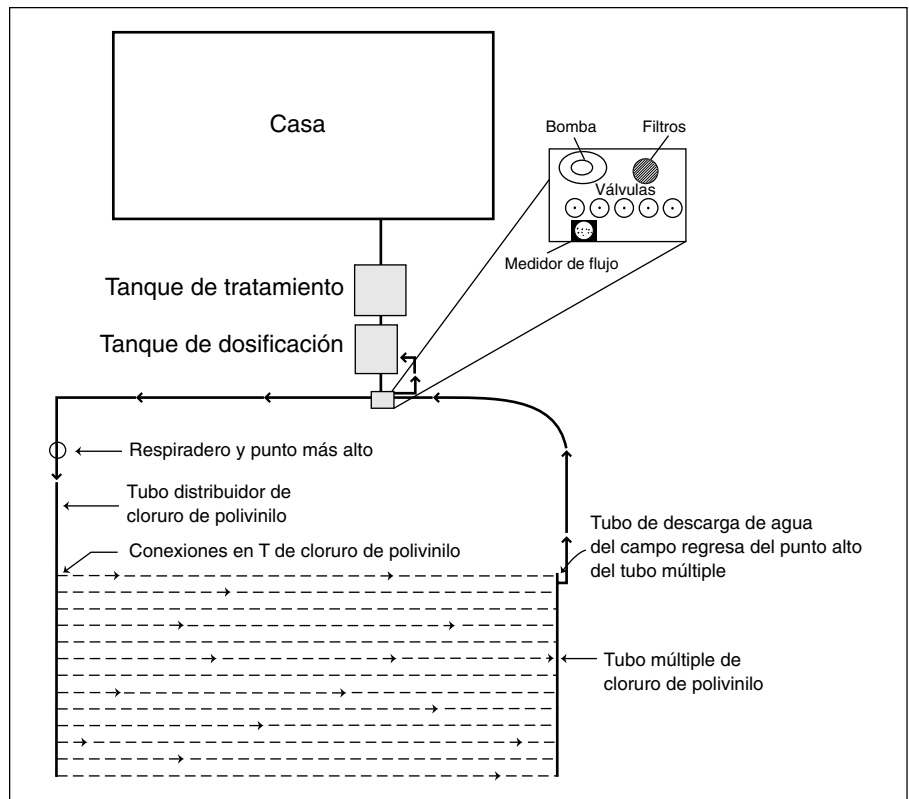 Casa
Bomba
Filtros
Válvulas
Medidor de flujo
Tanque de tratamiento
Tanque de dosificación
Respiradero y punto más alto
Tubo distribuidor de
cloruro de polivinilo
Conexiones en T de cloruro de polivinilo
Tubo de descarga de agua
del campo regresa del punto alto
del tubo múltiple
Tubo múltiple de
cloruro de polivinilo